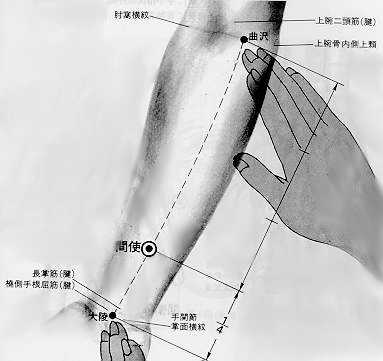 肘窩横紋
上腕二頭筋(腱)
曲沢
上腕骨内側上顆
間使
長掌筋(腱)
橈側手根屈筋(腱)
大陵
手関節
掌面横紋
1/4